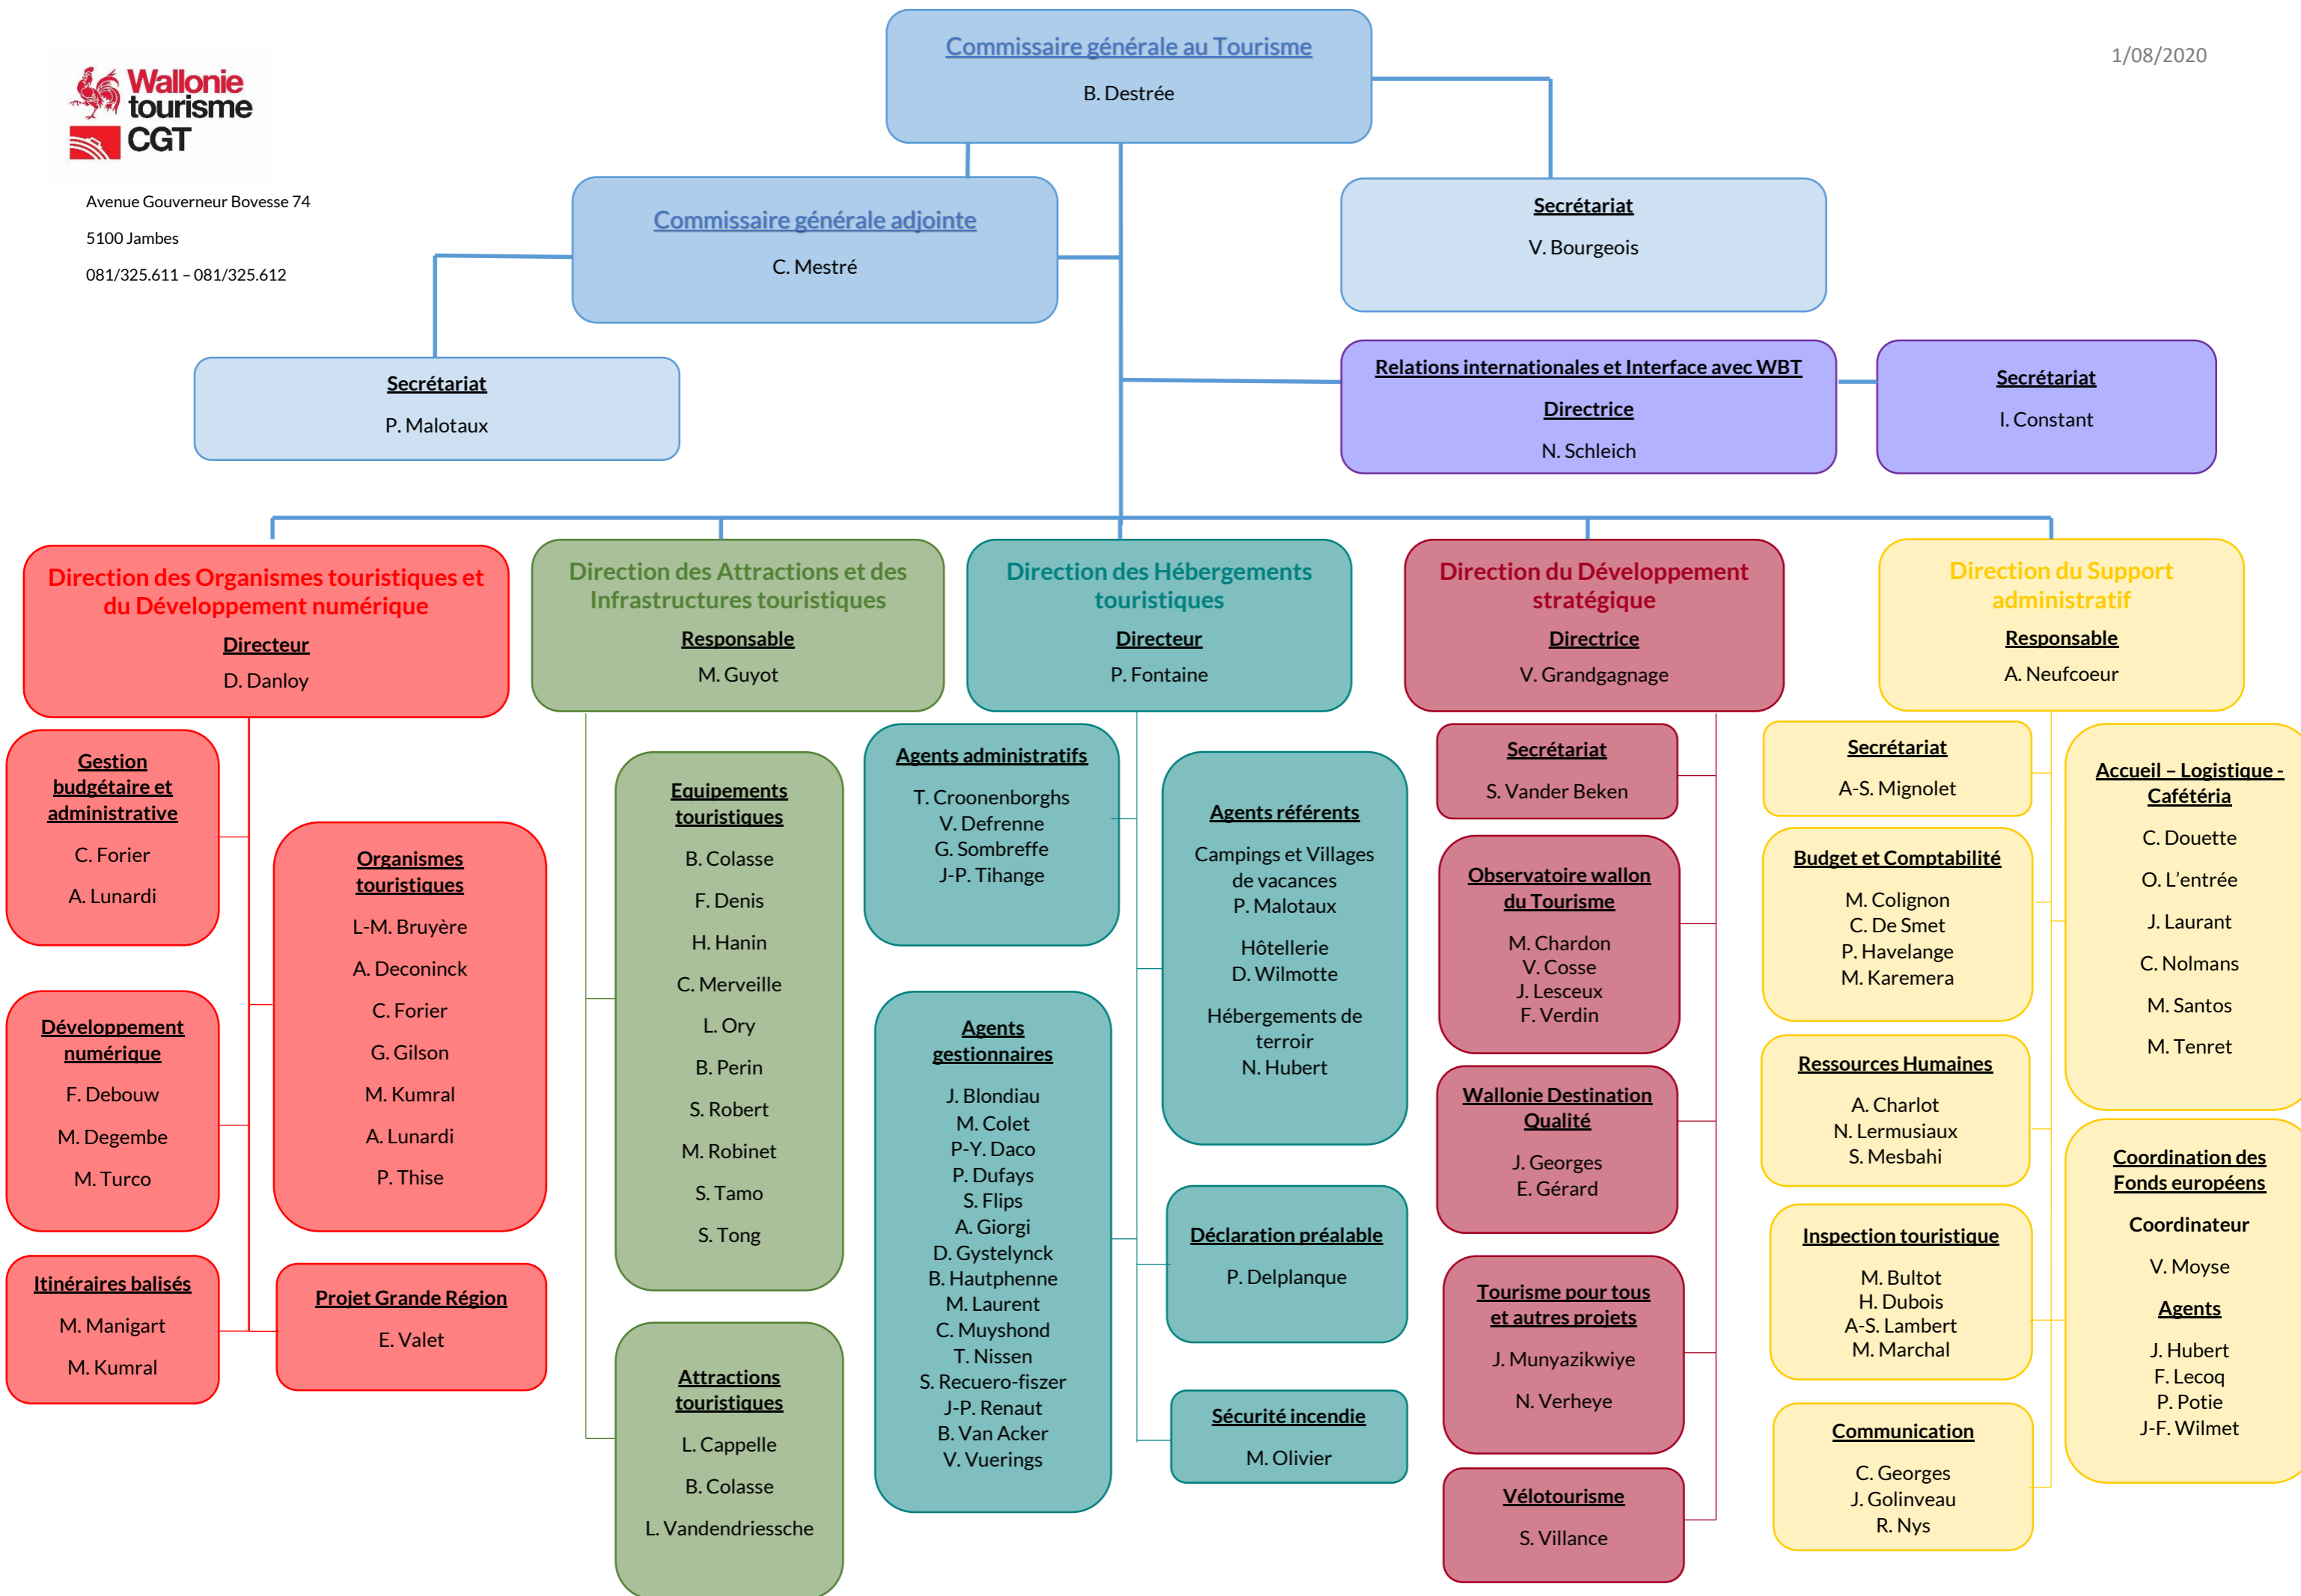 Commissaire générale au Tourisme
B. Destrée
1/08/2020
Wallonie
tourisme
CGT
Avenue Gouverneur Bovesse 74
5100 Jambes
081/325.611 – 081/325.612
Commissaire générale adjointe
C. Mestré
Secrétariat
V. Bourgeois
Secrétariat
P. Malotaux
Relations internationales et Interface avec WBT
Directrice
N. Schleich
Secrétariat
I. Constant
Direction des Organismes touristiques et
du Développement numérique
Directeur
D. Danloy
Direction des Attractions et des
Infrastructures touristiques
Responsable
M. Guyot
Direction des Hébergements
touristiques
Directeur
P. Fontaine
Direction du Développement
stratégique
Directrice
V. Grandgagnage
Direction du Support
administratif
Responsable
A. Neufcoeur
Gestion
budgétaire et
administrative
C. Forier
A. Lunardi
Développement
numérique
F. Debouw
M. Degembe
M. Turco
Itinéraires balisés
M. Manigart
M. Kumral
Organismes
touristiques
L-M. Bruyère
A. Deconinck
C. Forier
G. Gilson
M. Kumral
A. Lunardi
P. Thise
Projet Grande Région
E. Valet
Equipements
touristiques
B. Colasse
F. Denis
H. Hanin
C. Merveille
L. Ory
B. Perin
S. Robert
M. Robinet
S. Tamo
S. Tong
Attractions
touristiques
L. Cappelle
B. Colasse
L. Vandendriessche
Agents administratifs
T. Croonenborghs
V. Defrenne
G. Sombreffe
J-P. Tihange
Agents
gestionnaires
J. Blondiau
M. Colet
P-Y. Daco
P. Dufays
S. Flips
A. Giorgi
D. Gystelynck
B. Hautphenne
M. Laurent
C. Muyshond
T. Nissen
S. Recuero-fiszer
J-P. Renaut
B. Van Acker
V. Vuerings
Agents référents
Campings et Villages
de vacances
P. Malotaux
Hôtellerie
D. Wilmotte
Hébergements de
terroir
N. Hubert
Déclaration préalable
P. Delplanque
Sécurité incendie
M. Olivier
Secrétariat
S. Vander Beken
Observatoire wallon
du Tourisme
M. Chardon
V. Cosse
J. Lesceux
F. Verdin
Wallonie Destination
Qualité
J. Georges
E. Gérard
Tourisme pour tous
et autres projets
J. Munyazikwiye
N. Verheye
Vélotourisme
S. Villance
Secrétariat
A-S. Mignolet
Budget et Comptabilité
M. Colignon
C. De Smet
P. Havelange
M. Karemera
Ressources Humaines
A. Charlot
N. Lermusiaux
S. Mesbahi
Inspection touristique
M. Bultot
H. Dubois
A-S. Lambert
M. Marchal
Communication
C. Georges
J. Golinveau
R. Nys
Accueil – Logistique -
Cafétéria
C. Douette
O. L’entrée
J. Laurant
C. Nolmans
M. Santos
M. Tenret
Coordination des
Fonds européens
Coordinateur
V. Moyse
Agents
J. Hubert
F. Lecoq
P. Potie
J-F. Wilmet